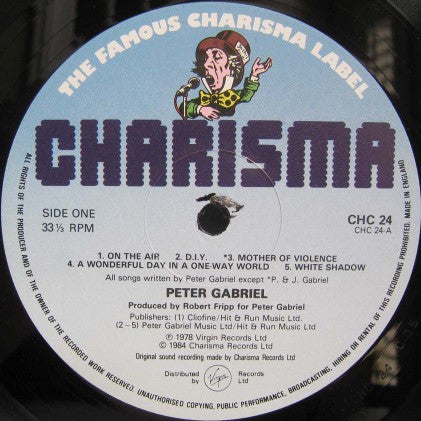 THE FAMOUS CHARISMA LABEL
CHARISMA
SIDE ONE
33⅓ RPM
CHC 24
CHC 24-A
1. ON THE AIR 2. D.I.Y. *3. MOTHER OF VIOLENCE
4. A WONDERFUL DAY IN A ONE-WAY WORLD 5. WHITE SHADOW
All songs written by Peter Gabriel except *P. & J. Gabriel
PETER GABRIEL
Produced by Robert Fripp for Peter Gabriel
Publishers: (1) Cliofine/Hit & Run Music Ltd.
(2–5) Peter Gabriel Music Ltd/Hit & Run Music Ltd
℗ 1978 Virgin Records Ltd
© 1984 Charisma Records Ltd
Original sound recording made by Charisma Records Ltd
Distributed by Virgin Records Ltd
ALL RIGHTS OF THE PRODUCER AND OF THE OWNER OF THE RECORDED WORK RESERVED. UNAUTHORISED COPYING, PUBLIC PERFORMANCE, BROADCASTING, HIRING OR RENTAL OF THIS RECORDING PROHIBITED. MADE IN ENGLAND